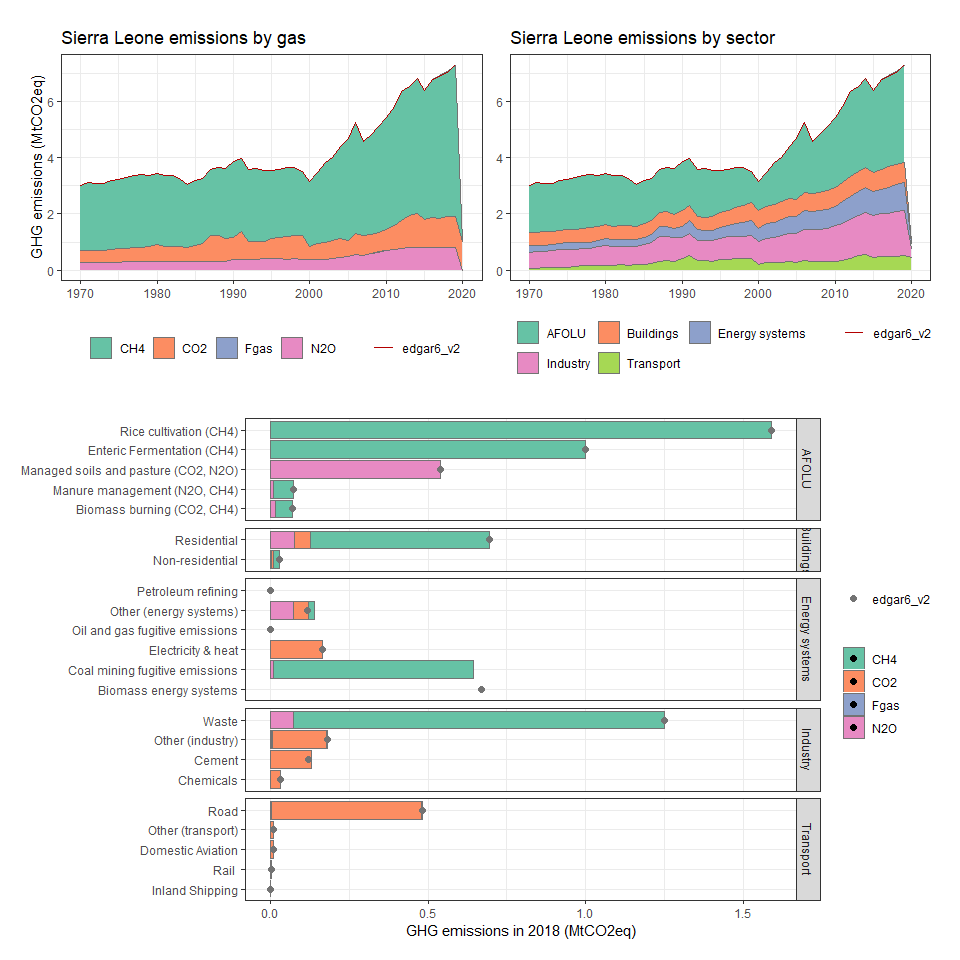 Sierra Leone emissions by gas
GHG emissions (MtCO2eq)
6
4
2
0
1970 1980 1990 2000 2010 2020
CH4 CO2 Fgas N2O edgar6_v2
Sierra Leone emissions by sector
6
4
2
0
1970 1980 1990 2000 2010 2020
AFOLU Buildings Energy systems edgar6_v2
Industry Transport
Rice cultivation (CH4)
Enteric Fermentation (CH4)
Managed soils and pasture (CO2, N2O)
Manure management (N2O, CH4)
Biomass burning (CO2, CH4)
AFOLU
Residential
Non-residential
Buildings
Petroleum refining
Other (energy systems)
Oil and gas fugitive emissions
Electricity & heat
Coal mining fugitive emissions
Biomass energy systems
Energy systems
Waste
Other (industry)
Cement
Chemicals
Industry
Road
Other (transport)
Domestic Aviation
Rail
Inland Shipping
Transport
0.0 0.5 1.0 1.5
GHG emissions in 2018 (MtCO2eq)
edgar6_v2
CH4
CO2
Fgas
N2O